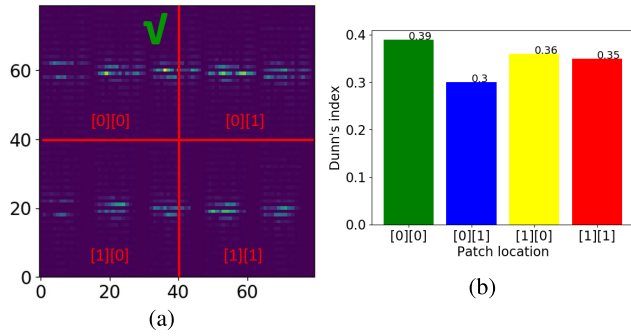 √
60
40
20
0
0 20 40 60
[0][0] [0][1]
[1][0] [1][1]
(a)
0.4
0.3
0.2
0.1
0.0
Dunn's index
0.39
0.3
0.36
0.35
[0][0] [0][1] [1][0] [1][1]
Patch location
(b)